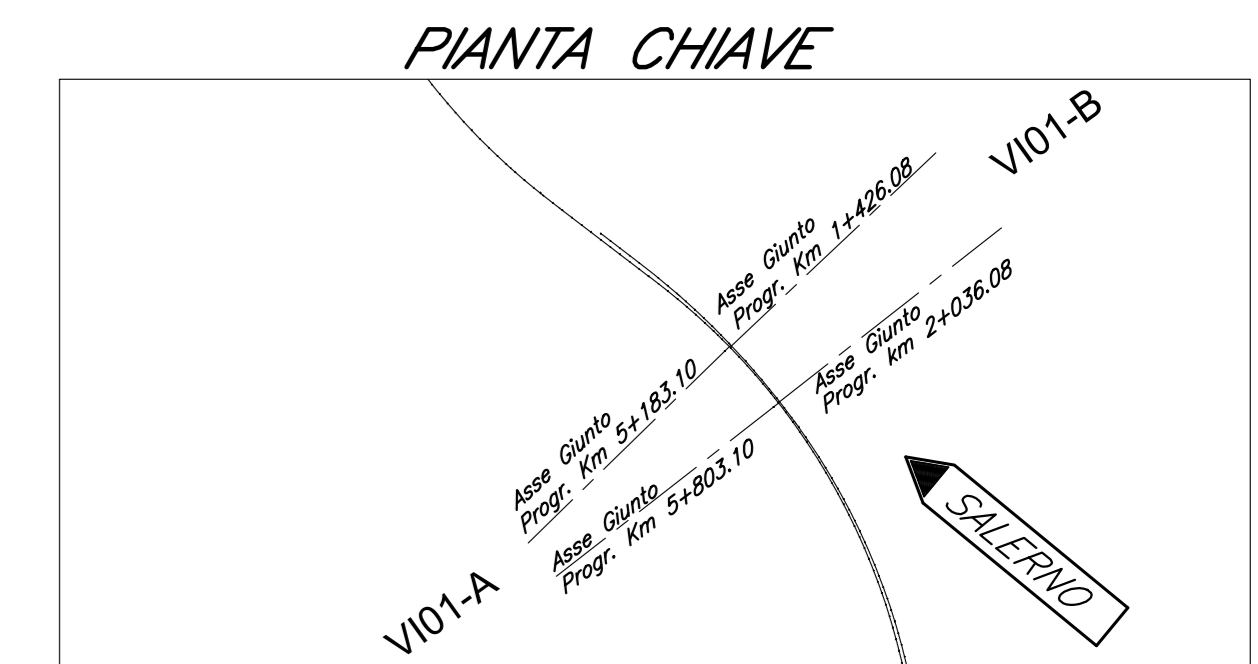 PIANTA CHIAVE
VI01-B
Asse Giunto
Progr. Km 1+426.08
Asse Giunto
Progr. km 2+036.08
Asse Giunto
Progr. Km 5+183.10
Asse Giunto
Progr. Km 5+803.10
VI01-A
SALERNO